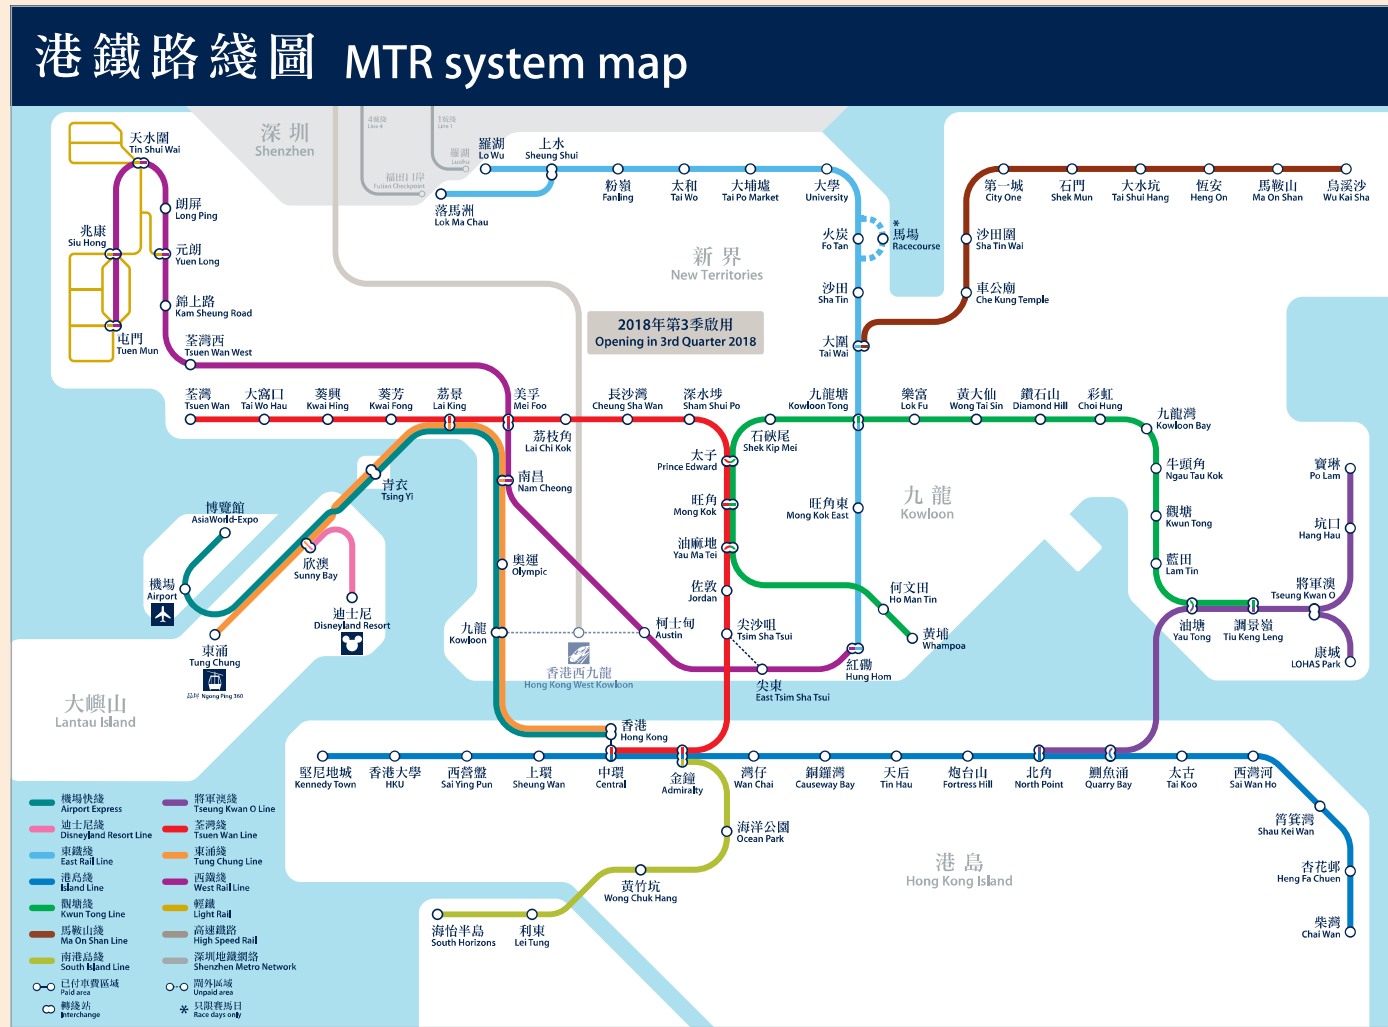 港鐵路綫圖 MTR system map
深圳
Shenzhen
4號綫
Line 4
1號綫
Line 1
羅湖
Luohu
福田口岸
Futian Checkpoint
羅湖
Lo Wu
上水
Sheung Shui
落馬洲
Lok Ma Chau
粉嶺
Fanling
太和
Tai Wo
大埔墟
Tai Po Market
大學
University
火炭
Fo Tan
*
馬場
Racecourse
沙田
Sha Tin
大圍
Tai Wai
第一城
City One
石門
Shek Mun
大水坑
Tai Shui Hang
恆安
Heng On
馬鞍山
Ma On Shan
烏溪沙
Wu Kai Sha
沙田圍
Sha Tin Wai
車公廟
Che Kung Temple
新界
New Territories
2018年第3季啟用
Opening in 3rd Quarter 2018
天水圍
Tin Shui Wai
朗屏
Long Ping
兆康
Siu Hong
元朗
Yuen Long
錦上路
Kam Sheung Road
屯門
Tuen Mun
荃灣西
Tsuen Wan West
荃灣
Tsuen Wan
大窩口
Tai Wo Hau
葵興
Kwai Hing
葵芳
Kwai Fong
荔景
Lai King
美孚
Mei Foo
荔枝角
Lai Chi Kok
長沙灣
Cheung Sha Wan
深水埗
Sham Shui Po
石硤尾
Shek Kip Mei
九龍塘
Kowloon Tong
樂富
Lok Fu
黃大仙
Wong Tai Sin
鑽石山
Diamond Hill
彩虹
Choi Hung
九龍灣
Kowloon Bay
牛頭角
Ngau Tau Kok
觀塘
Kwun Tong
藍田
Lam Tin
油塘
Yau Tong
調景嶺
Tiu Keng Leng
將軍澳
Tseung Kwan O
寶琳
Po Lam
坑口
Hang Hau
康城
LOHAS Park
太子
Prince Edward
旺角
Mong Kok
油麻地
Yau Ma Tei
佐敦
Jordan
尖沙咀
Tsim Sha Tsui
尖東
East Tsim Sha Tsui
旺角東
Mong Kok East
九龍
Kowloon
何文田
Ho Man Tin
黃埔
Whampoa
紅磡
Hung Hom
南昌
Nam Cheong
奧運
Olympic
九龍
Kowloon
柯士甸
Austin
香港西九龍
Hong Kong West Kowloon
青衣
Tsing Yi
博覽館
AsiaWorld-Expo
機場
Airport
欣澳
Sunny Bay
迪士尼
Disneyland Resort
東涌
Tung Chung
昂坪 Ngong Ping 360
大嶼山
Lantau Island
香港
Hong Kong
堅尼地城
Kennedy Town
香港大學
HKU
西營盤
Sai Ying Pun
上環
Sheung Wan
中環
Central
金鐘
Admiralty
灣仔
Wan Chai
銅鑼灣
Causeway Bay
天后
Tin Hau
炮台山
Fortress Hill
北角
North Point
鰂魚涌
Quarry Bay
太古
Tai Koo
西灣河
Sai Wan Ho
筲箕灣
Shau Kei Wan
杏花邨
Heng Fa Chuen
柴灣
Chai Wan
海洋公園
Ocean Park
黃竹坑
Wong Chuk Hang
利東
Lei Tung
海怡半島
South Horizons
港島
Hong Kong Island
機場快綫
Airport Express
迪士尼綫
Disneyland Resort Line
東鐵綫
East Rail Line
港島綫
Island Line
觀塘綫
Kwun Tong Line
馬鞍山綫
Ma On Shan Line
南港島綫
South Island Line
已付車費區域
Paid area
轉綫站
Interchange
將軍澳綫
Tseung Kwan O Line
荃灣綫
Tsuen Wan Line
東涌綫
Tung Chung Line
西鐵綫
West Rail Line
輕鐵
Light Rail
高速鐵路
High Speed Rail
深圳地鐵網絡
Shenzhen Metro Network
閘外區域
Unpaid area
* 只限賽馬日
Race days only